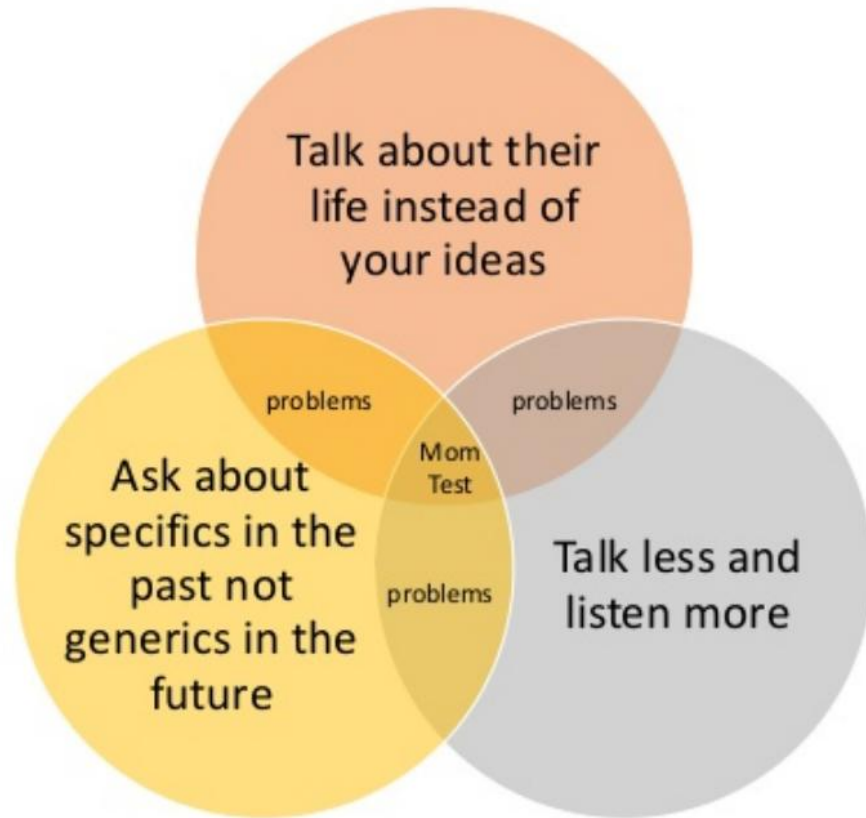 Talk about their
life instead of
your ideas
problems
problems
Mom
Test
Ask about
specifics in the
past not
generics in the
future
problems
Talk less and
listen more